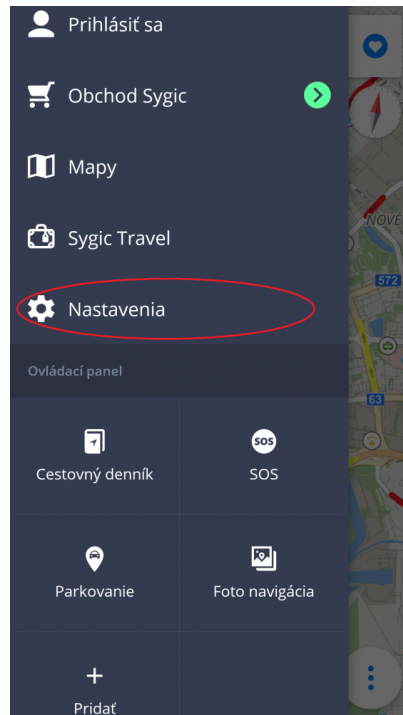 Prihlásiť sa
Obchod Sygic
Mapy
Sygic Travel
NOVÉ
572
Nastavenia
Ovládací panel
63
SOS
Cestovný denník
SOS
Parkovanie
Foto navigácia
Pridať